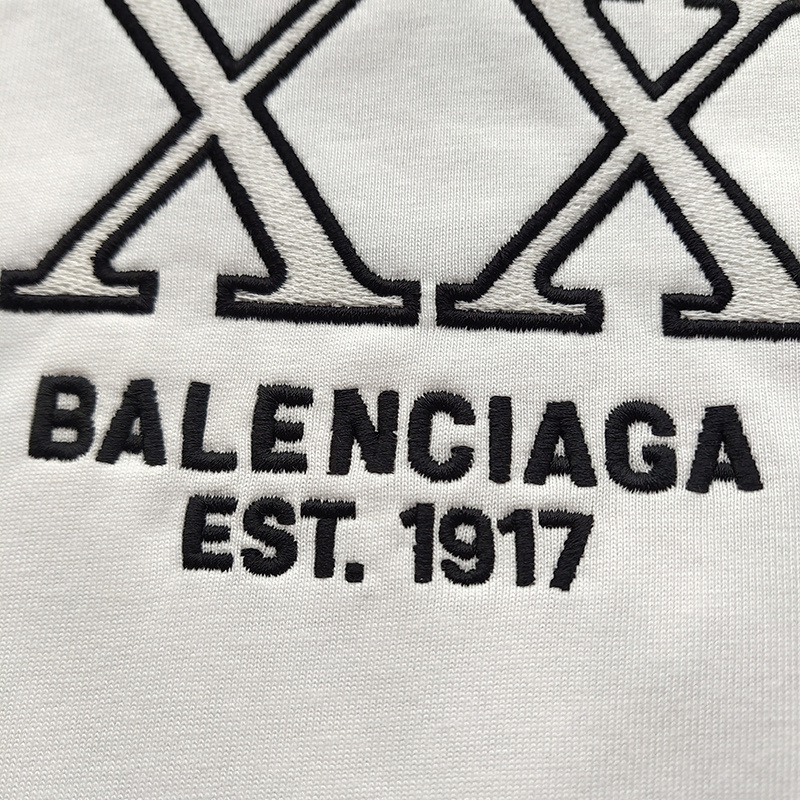 XX
BALENCIAGA
EST. 1917